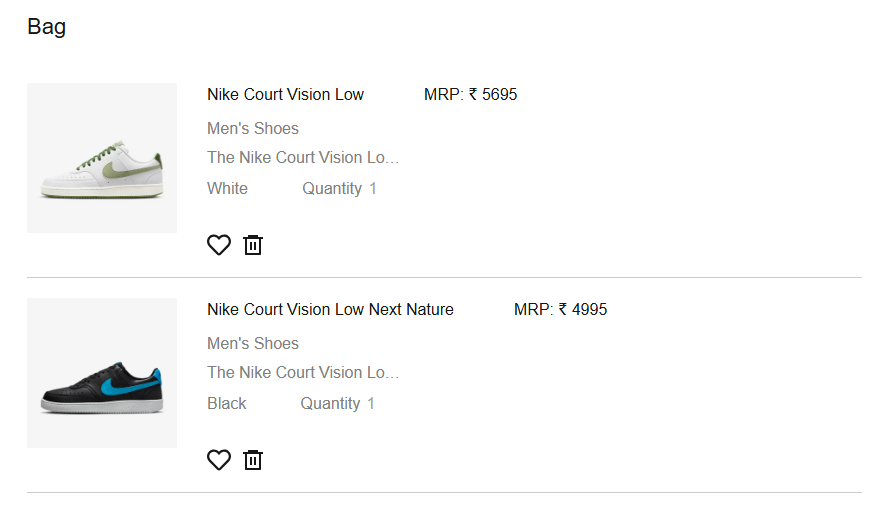 Bag
Nike Court Vision Low MRP: ₹ 5695
Men's Shoes
The Nike Court Vision Lo...
White Quantity 1
Nike Court Vision Low Next Nature MRP: ₹ 4995
Men's Shoes
The Nike Court Vision Lo...
Black Quantity 1